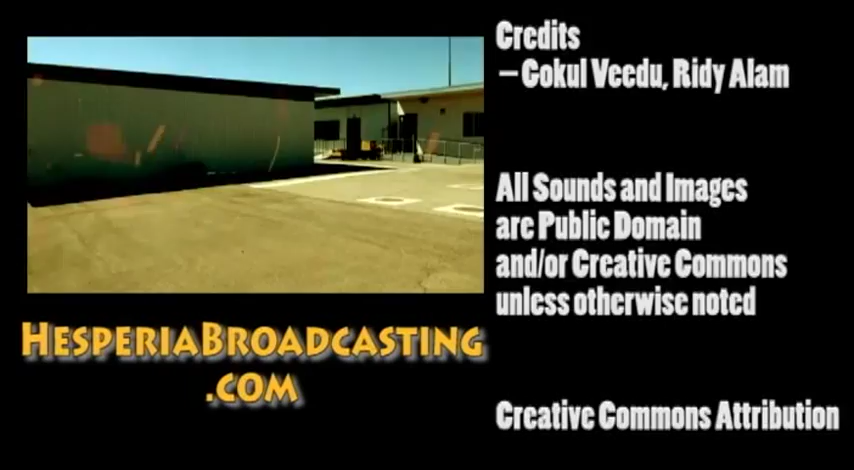 Credits
– Gokul Veedu, Ridy Alam
All Sounds and Images
are Public Domain
and/or Creative Commons
unless otherwise noted
Creative Commons Attribution
HesperiaBroadcasting
.com